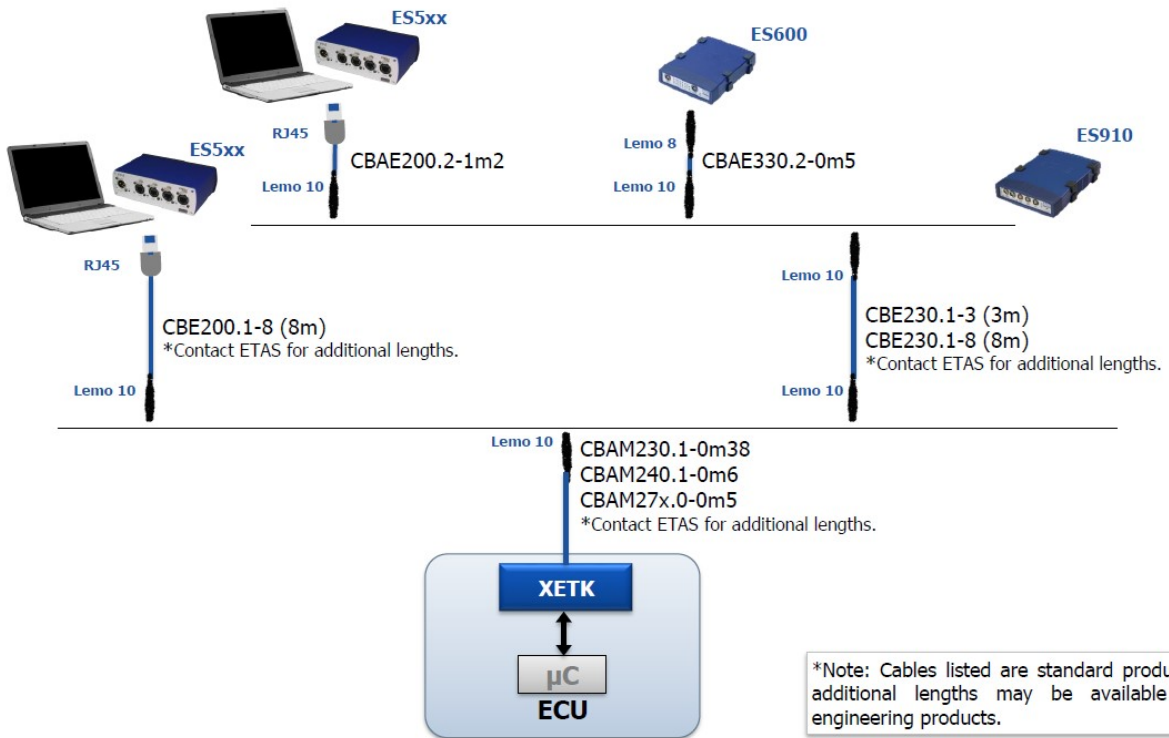 ES5xx
ES600
RJ45
CBAE200.2-1m2
Lemo 10
Lemo 8
CBAE330.2-0m5
Lemo 10
ES910
ES5xx
RJ45
CBE200.1-8 (8m)
*Contact ETAS for additional lengths.
Lemo 10
Lemo 10
CBE230.1-3 (3m)
CBE230.1-8 (8m)
*Contact ETAS for additional lengths.
Lemo 10
Lemo 10
CBAM230.1-0m38
CBAM240.1-0m6
CBAM27x.0-0m5
*Contact ETAS for additional lengths.
XETK
µC
ECU
*Note: Cables listed are standard produ
additional lengths may be available
engineering products.